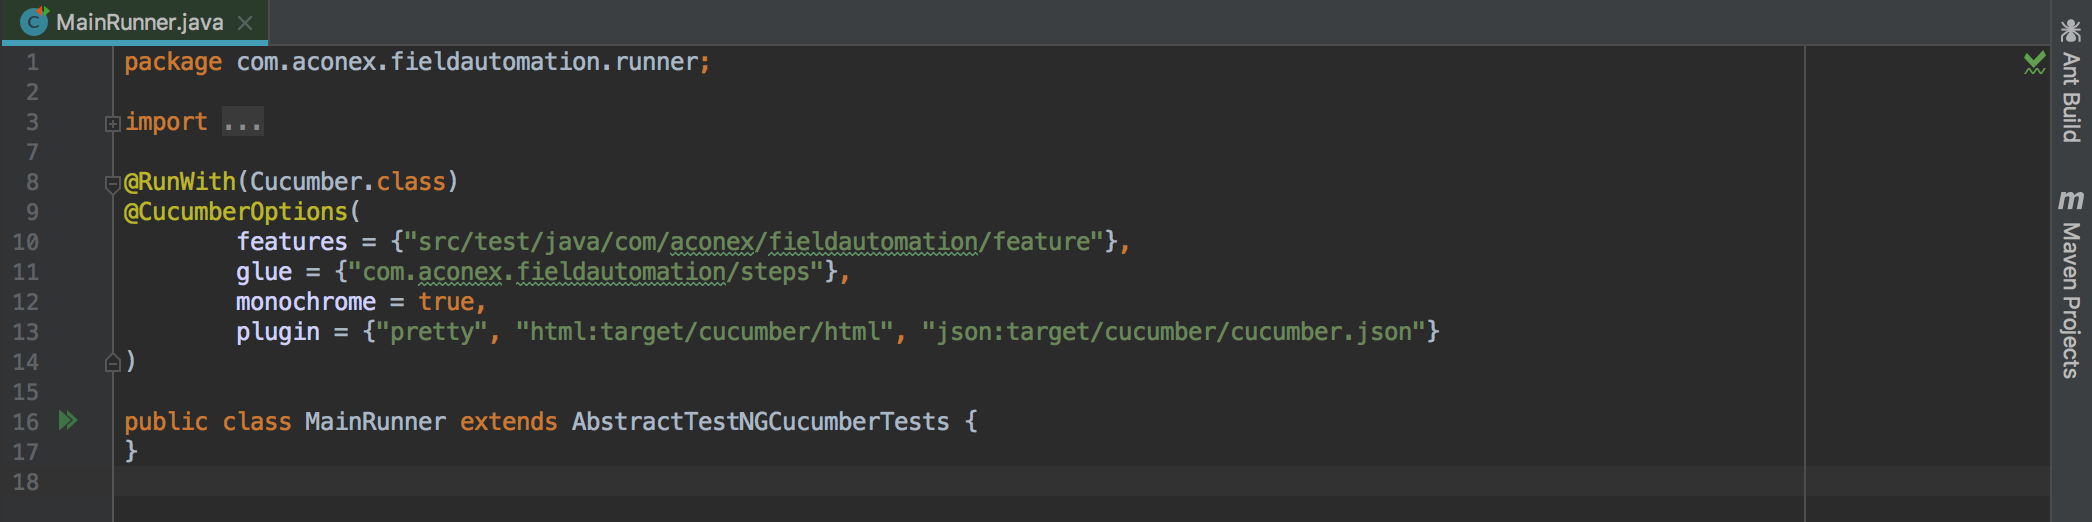 MainRunner.java
1 package com.aconex.fieldautomation.runner;
2
3 import ...
7
8 @RunWith(Cucumber.class)
9 @CucumberOptions(
10 features = {"src/test/java/com/aconex/fieldautomation/feature"},
11 glue = {"com.aconex.fieldautomation/steps"},
12 monochrome = true,
13 plugin = {"pretty", "html:target/cucumber/html", "json:target/cucumber/cucumber.json"}
14 )
15
16 public class MainRunner extends AbstractTestNGCucumberTests {
17 }
18
Ant Build
m Maven Projects